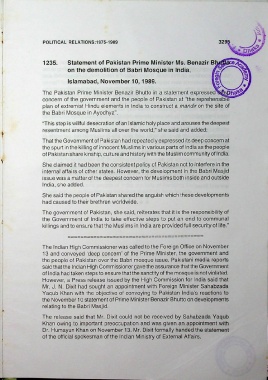 POLITICAL RELATIONS:1975-1989 3299
1235. Statement of Pakistan Prime Minister Ms. Benazir Bhutto
on the demolition of Babri Mosque in India.
Islamabad, November 10, 1989.
The Pakistan Prime Minister Benazir Bhutto in a statement expressed
concern of the government and the people of Pakistan at "the reprehensible
plan of extremist Hindu elements in India to construct a mandir on the site of
the Babri Mosque in Ayodhya".
"This step is willful desecration of an Islamic holy place and arouses the deepest
resentment among Muslims all over the world," she said and added:
That the Government of Pakistan had repeatedly expressed its deep concern at
the spurt in the killing of innocent Muslims in various parts of India as the people
of Pakistan share kinship, culture and history with the Muslim community of India.
She claimed it had been the consistent policy of Pakistan not to interfere in the
internal affairs of other states. However, the development in the Babri Masjid
issue was a matter of the deepest concern for Muslims both inside and outside
India, she added.
She said the people of Pakistan shared the anguish which these developments
had caused to their brethren worldwide.
The government of Pakistan, she said, reiterates that it is the responsibility of
the Government of India to take effective steps to put an end to communal
killings and to ensure that the Muslims in India are provided full security of life."
The Indian High Commissioner was called to the Foreign Office on November
13 and conveyed 'deep concern' of the Prime Minister, the government and
the people of Pakistan over the Babri mosque issue. Pakistani media reports
said that the Indian High Commissioner gave the assurance that the Government
of India had taken steps to ensure that the sanctity of the mosque is not violated.
However, a Press release issued by the High Commission for India said that
Mr. J. N. Dixit had sought an appointment with Foreign Minister Sahabzada
Yaqub Khan with the objective of conveying to Pakistan India's reactions to
the November 10 statement of Prime Minister Benazir Bhutto on developments
relating to the Babri Masjid.
The release said that Mr. Dixit could not be received by Sahabzada Yaqub
Khan owing to important preoccupation and was given an appointment with
Dr. Humayun Khan on November 13. Mr. Dixit formally handed the statement
of the official spokesman of the Indian Ministry of External Affairs.